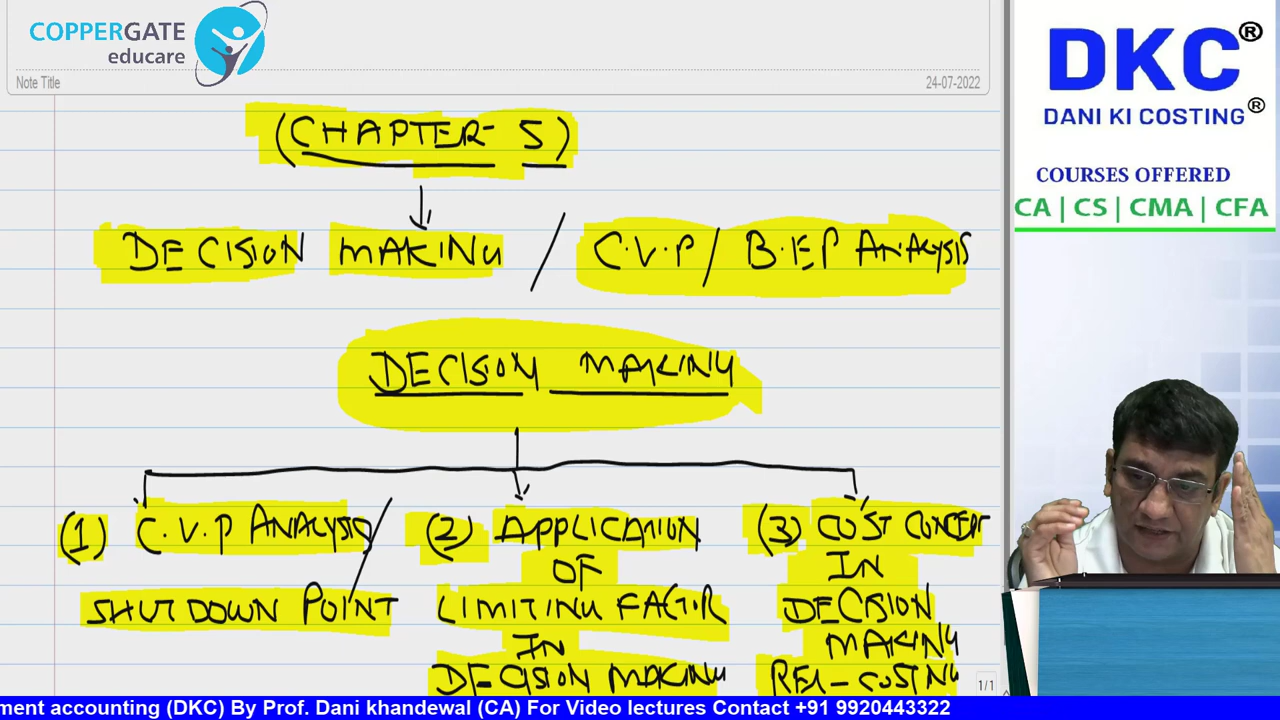 COPPERGATE
educare
Note Title
24-07-2022
(CHAPTER- 5)
DECISION MAKING / C.V.P / B.EP ANALYSIS
DECISION MAKING
(1) C.V.P ANALYSIS /
SHUT DOWN POINT
(2) APPLICATION
OF
LIMITING FACTOR
IN
DECISION MAKING
(3) COST CONCEPT
IN
DECISION
MAKING
REL-COSTING
1/1
DKC®
DANI KI COSTING®
COURSES OFFERED
CA | CS | CMA | CFA
ment accounting (DKC) By Prof. Dani khandewal (CA) For Video lectures Contact +91 9920443322